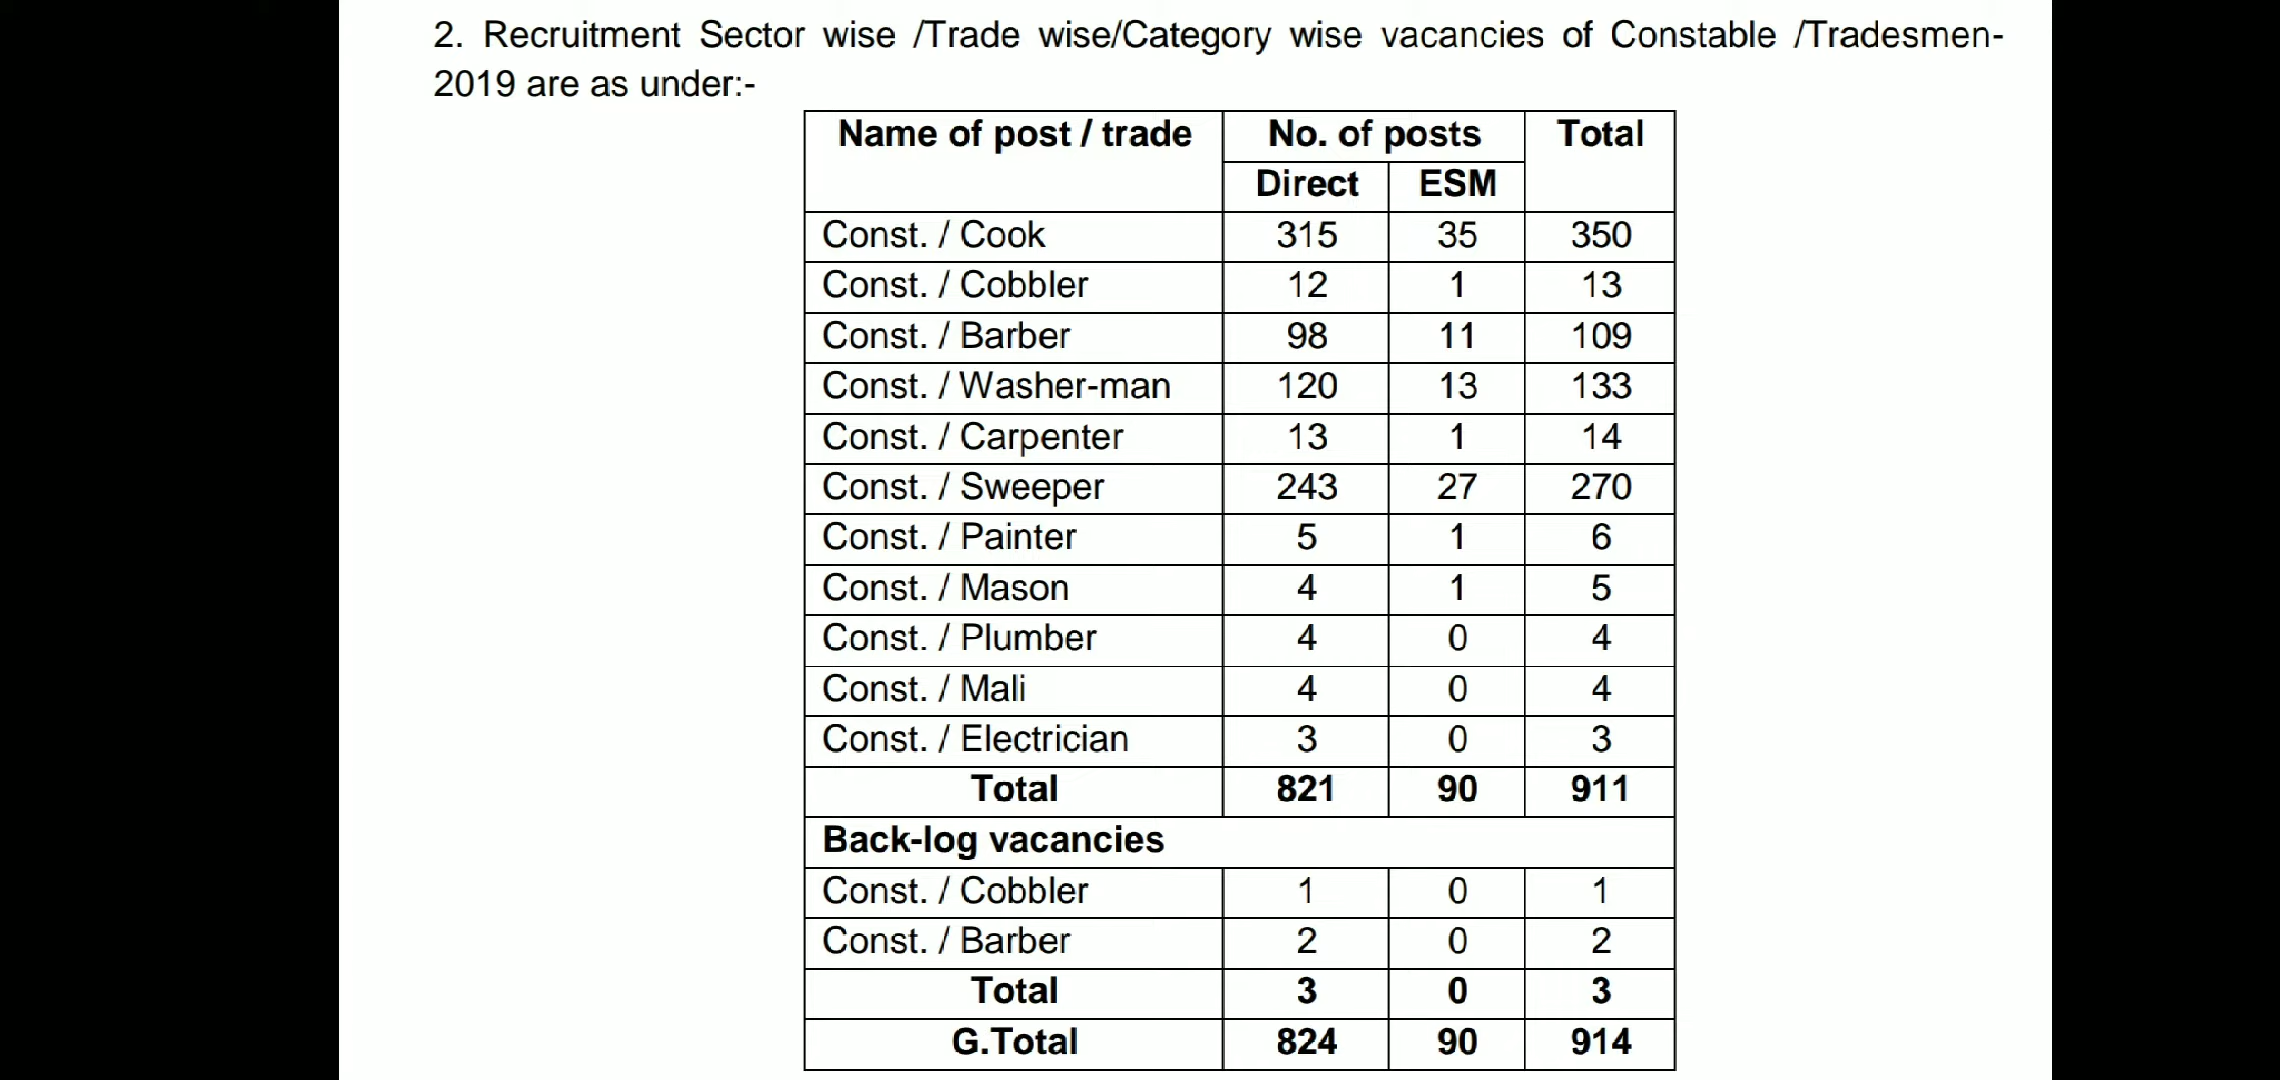 2. Recruitment Sector wise /Trade wise/Category wise vacancies of Constable /Tradesmen-
2019 are as under:-
Name of post / trade No. of posts Total
Direct ESM
Const. / Cook 315 35 350
Const. / Cobbler 12 1 13
Const. / Barber 98 11 109
Const. / Washer-man 120 13 133
Const. / Carpenter 13 1 14
Const. / Sweeper 243 27 270
Const. / Painter 5 1 6
Const. / Mason 4 1 5
Const. / Plumber 4 0 4
Const. / Mali 4 0 4
Const. / Electrician 3 0 3
Total 821 90 911
Back-log vacancies
Const. / Cobbler 1 0 1
Const. / Barber 2 0 2
Total 3 0 3
G.Total 824 90 914